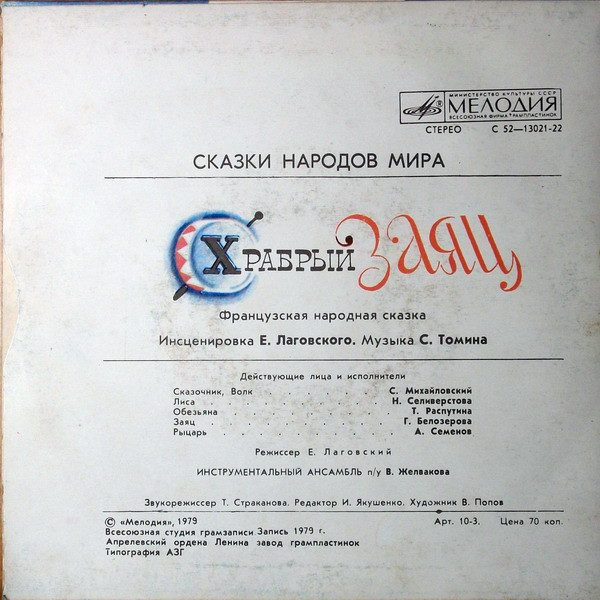 МИНИСТЕРСТВО КУЛЬТУРЫ СССР
МЕЛОДИЯ
ВСЕСОЮЗНАЯ ФИРМА ГРАМПЛАСТИНОК
СТЕРЕО С 52—13021-22
СКАЗКИ НАРОДОВ МИРА
ХРАБРЫЙ ЗАЯЦ
Французская народная сказка
Инсценировка Е. Лаговского. Музыка С. Томина
Действующие лица и исполнители
Сказочник, Волк . . . . . С. Михайловский
Лиса . . . . . . . . Н. Селиверстова
Обезьяна . . . . . . . Т. Распутина
Заяц . . . . . . . . Г. Белозерова
Рыцарь . . . . . . . . А. Семенов
Режиссер Е. Лаговский
ИНСТРУМЕНТАЛЬНЫЙ АНСАМБЛЬ п/у В. Желвакова
Звукорежиссер Т. Страканова. Редактор И. Якушенко. Художник В. Попов
© «Мелодия», 1979 Арт. 10-3. Цена 70 коп.
Всесоюзная студия грамзаписи Запись 1979 г.
Апрелевский ордена Ленина завод грампластинок
Типография АЗГ